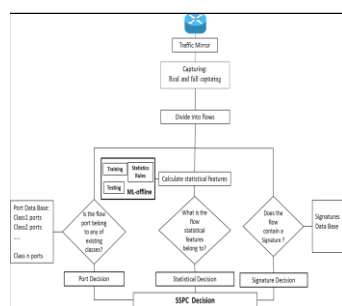 Traffic Mirror
Capturing:
Real and full capturing
Divide into flows
Training
Statistics
Rules
Testing
ML-offline
Calculate statistical features
Port Data Base:
Class1 ports
Class2 ports
....
Class n ports
Is the flow
port belong
to any of
existing
classes?
What is the
flow
statistical
features
belong to?
Does the
flow
contain a
Signature ?
Signatures
Data Base
Port Decision
Statistical Decision
Signature Decision
SSPC Decision